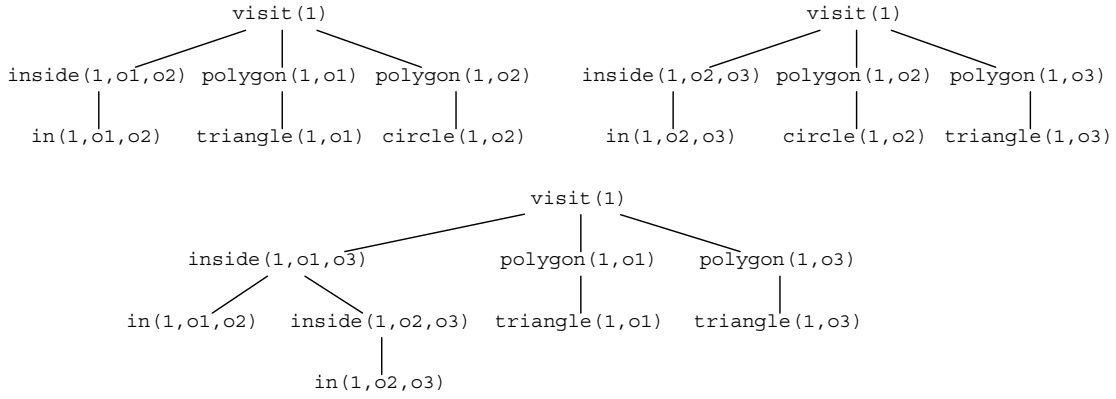 visit(1) visit(1)
inside(1,o1,o2) polygon(1,o1) polygon(1,o2) inside(1,o2,o3) polygon(1,o2) polygon(1,o3)
in(1,o1,o2) triangle(1,o1) circle(1,o2) in(1,o2,o3) circle(1,o2) triangle(1,o3)
visit(1)
inside(1,o1,o3) polygon(1,o1) polygon(1,o3)
in(1,o1,o2) inside(1,o2,o3) triangle(1,o1) triangle(1,o3)
in(1,o2,o3)